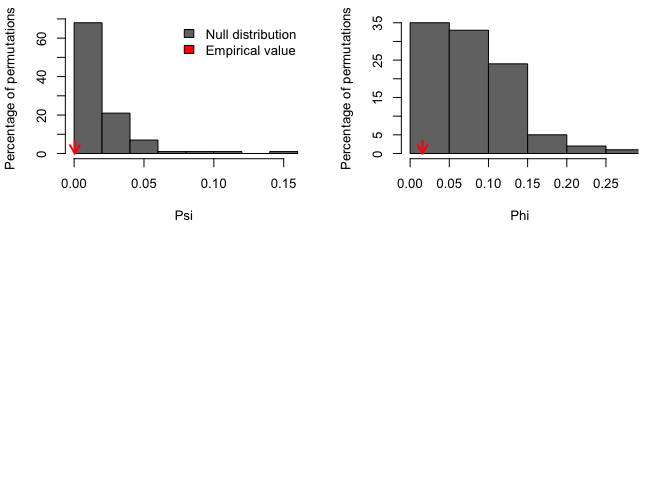 Percentage of permutations
0
20
40
60
0.00 0.05 0.10 0.15
Psi
Null distribution
Empirical value
Percentage of permutations
0
5
15
25
35
0.00 0.05 0.10 0.15 0.20 0.25
Phi